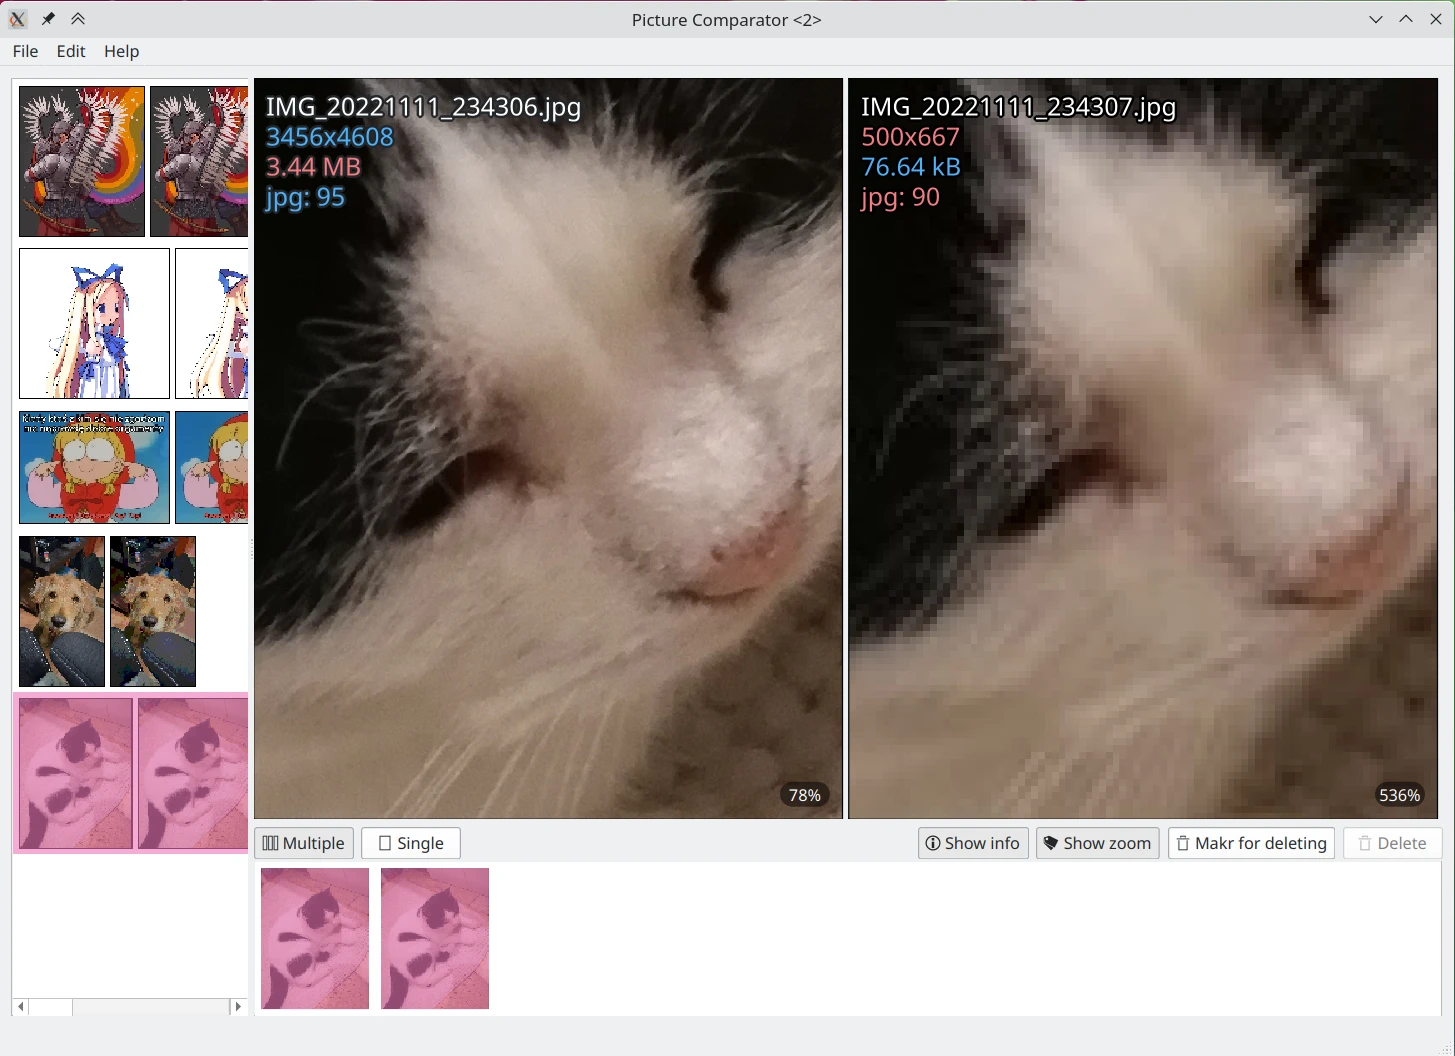 Picture Comparator <2>
File Edit Help
IMG_20221111_234306.jpg
3456x4608
3.44 MB
jpg: 95
78%
IMG_20221111_234307.jpg
500x667
76.64 kB
jpg: 90
536%
Multiple Single Show info Show zoom Makr for deleting Delete